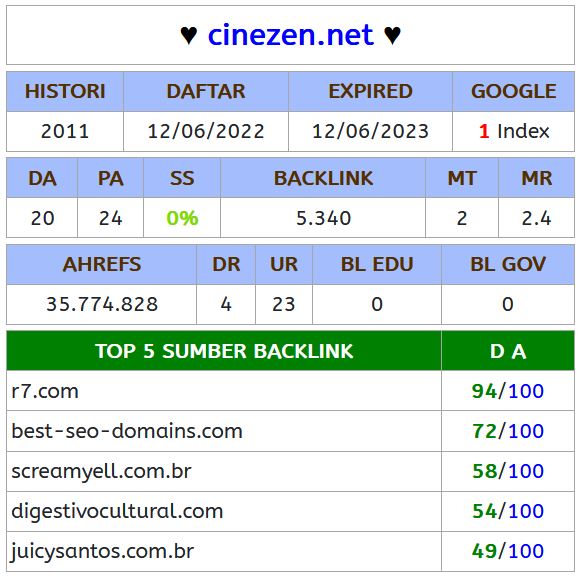 ♥ cinezen.net ♥
HISTORI DAFTAR EXPIRED GOOGLE
2011 12/06/2022 12/06/2023 1 Index
DA PA SS BACKLINK MT MR
20 24 0% 5.340 2 2.4
AHREFS DR UR BL EDU BL GOV
35.774.828 4 23 0 0
TOP 5 SUMBER BACKLINK D A
r7.com 94/100
best-seo-domains.com 72/100
screamyell.com.br 58/100
digestivocultural.com 54/100
juicysantos.com.br 49/100